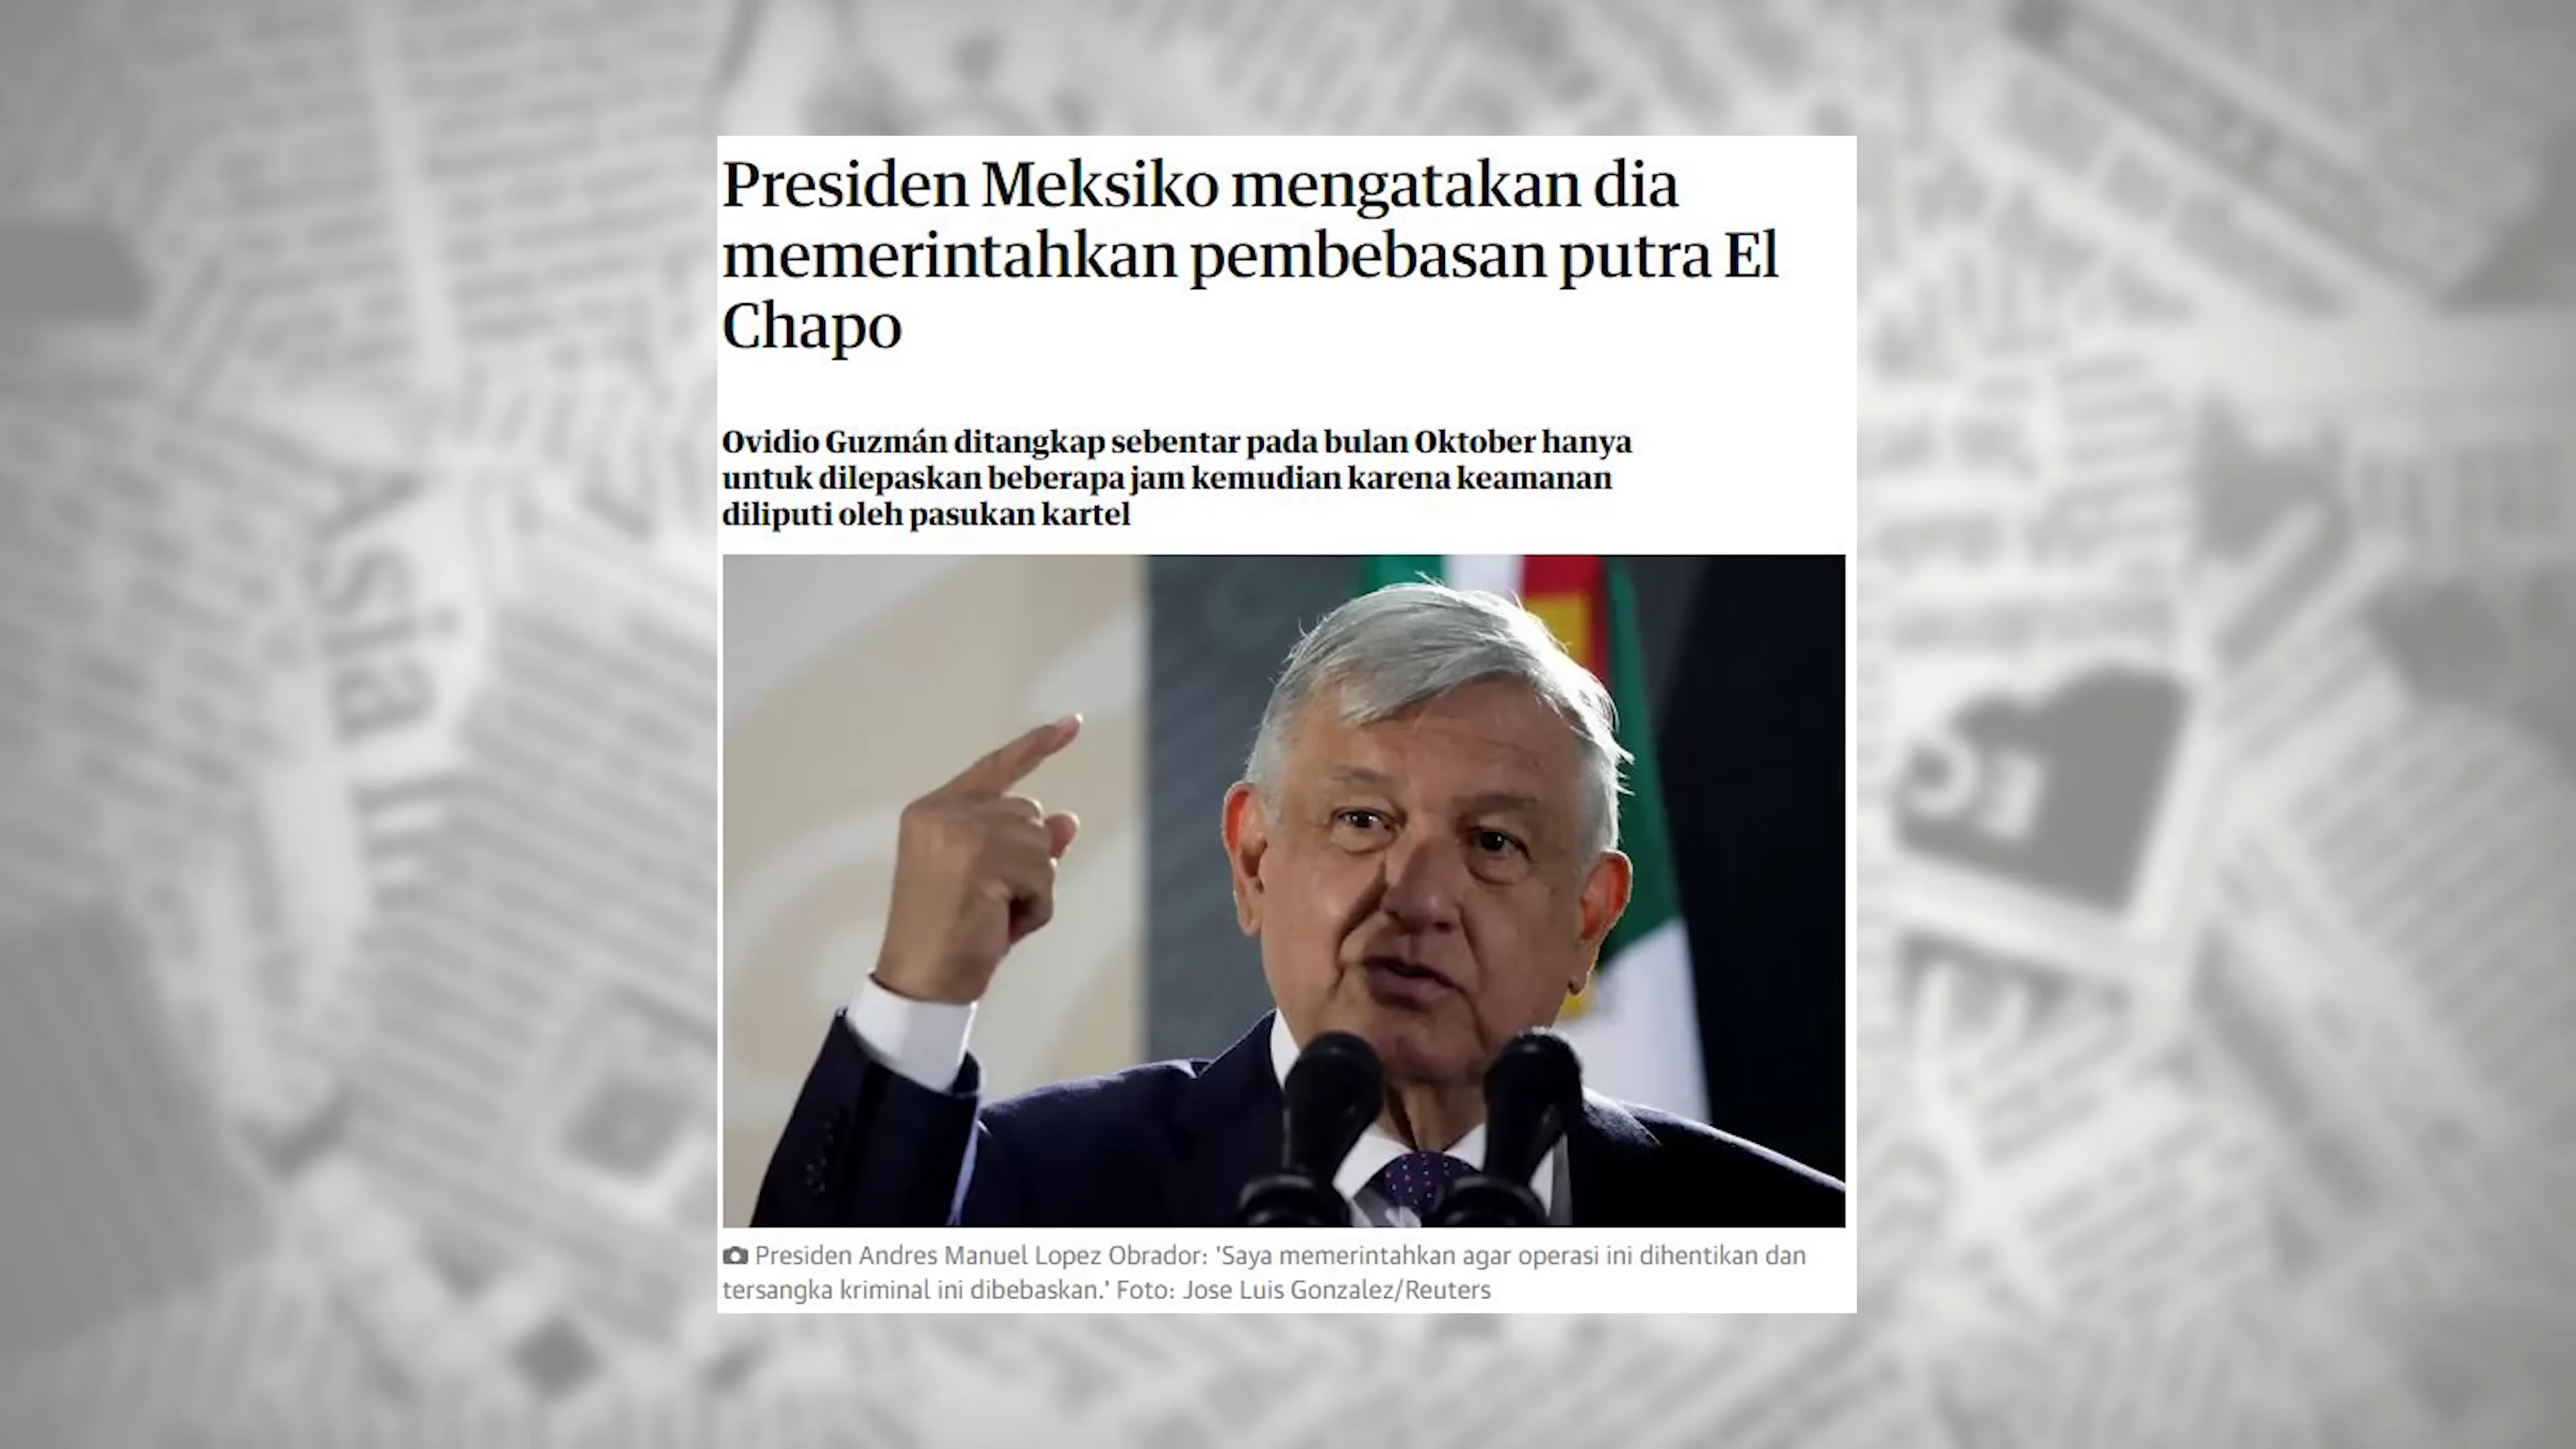 Presiden Meksiko mengatakan dia
memerintahkan pembebasan putra El
Chapo
Ovidio Guzmán ditangkap sebentar pada bulan Oktober hanya
untuk dilepaskan beberapa jam kemudian karena keamanan
diliputi oleh pasukan kartel
Presiden Andres Manuel Lopez Obrador: 'Saya memerintahkan agar operasi ini dihentikan dan
tersangka kriminal ini dibebaskan.' Foto: Jose Luis Gonzalez/Reuters